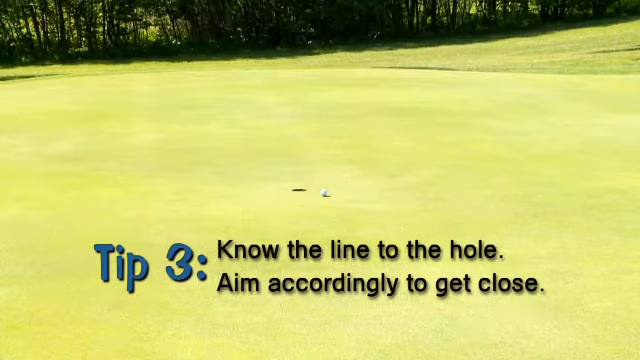 Tip 3:
Know the line to the hole.
Aim accordingly to get close.